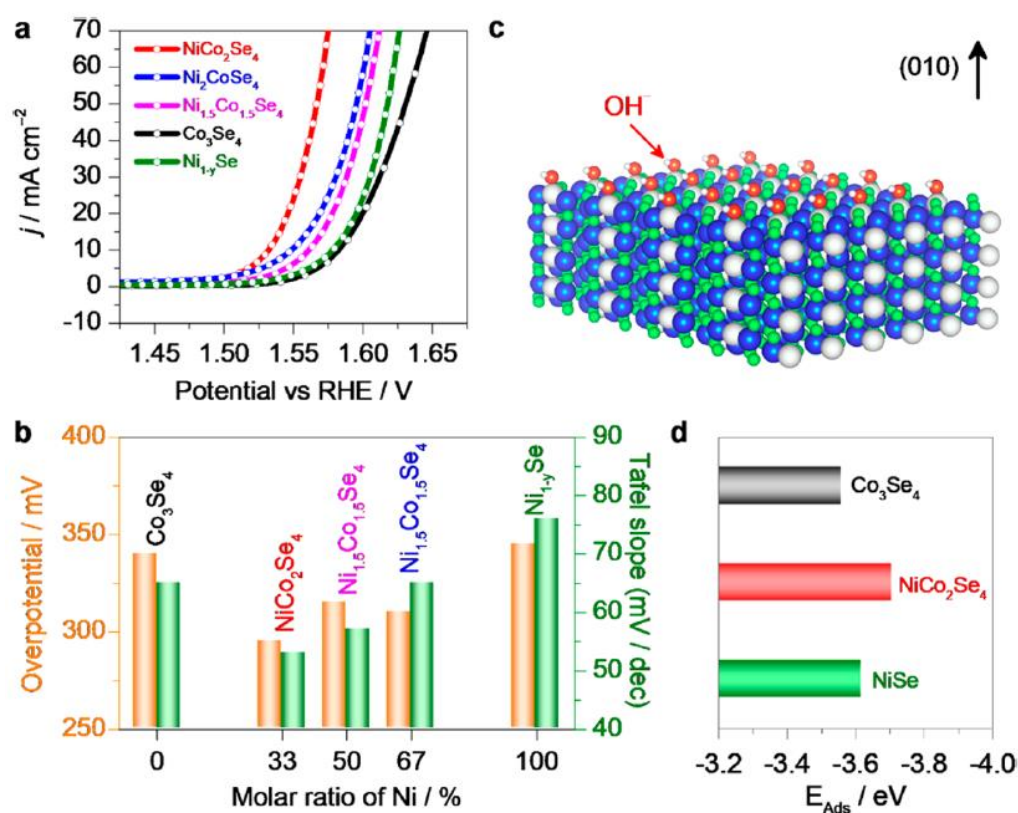 a
70
60
50
40
30
20
10
0
-10
j / mA cm⁻²
NiCo₂Se₄
Ni₂CoSe₄
Ni₁.₅Co₁.₅Se₄
Co₃Se₄
Ni₁₋ySe
1.45 1.50 1.55 1.60 1.65
Potential vs RHE / V
c
(010)
OH⁻
b
400
350
300
250
Overpotential / mV
Co₃Se₄
NiCo₂Se₄
Ni₁.₅Co₁.₅Se₄
Ni₁.₅Co₁.₅Se₄
Ni₁₋ySe
90
80
70
60
50
40
Tafel slope (mV / dec)
0 33 50 67 100
Molar ratio of Ni / %
d
Co₃Se₄
NiCo₂Se₄
NiSe
-3.2 -3.4 -3.6 -3.8 -4.0
E_Ads / eV